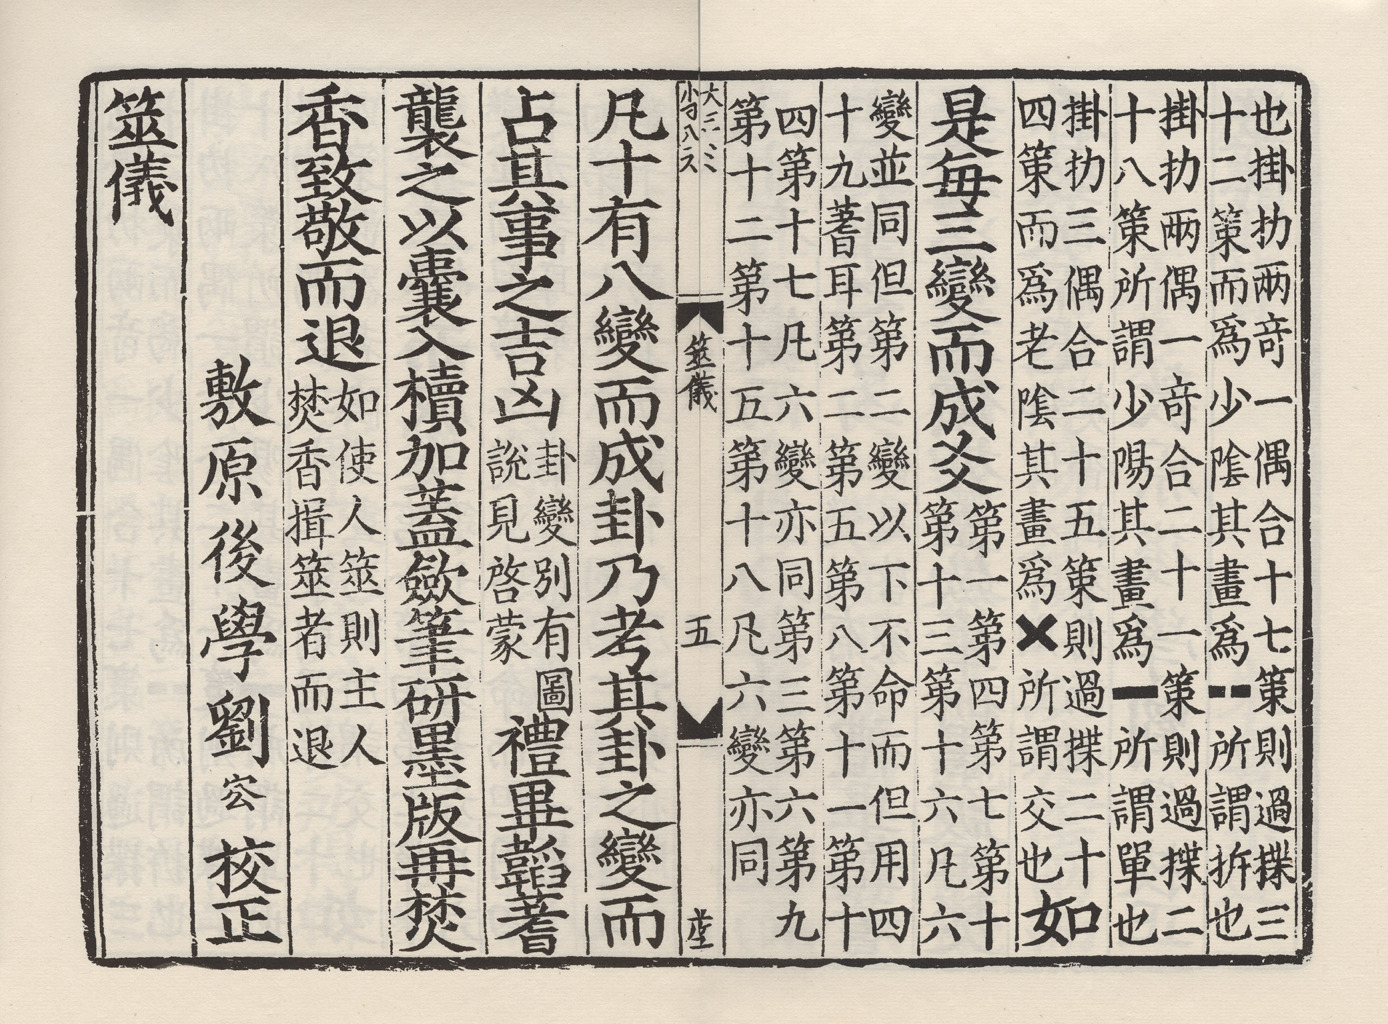 也掛扐兩竒一偶合十七策則過揲三
十二策而爲少陰其畫爲⚋所謂拆也
掛扐兩偶一竒合二十一策則過揲二
十八策所謂少陽其畫爲⚊所謂單也
掛扐三偶合二十五策則過揲二十
四策而爲老陰其畫爲✕所謂交也
如
是每三變而成爻
第一第四第七第十
第十三第十六凡六
變並同但第二變以下不命而但用四
十九蓍耳第二第五第八第十一第十
四第十七凡六變亦同第三第六第九
第十二第十五第十八凡六變亦同
筮儀
五
凡十有八變而成卦乃考其卦之變而
占其事之吉凶
卦變別有圖
說見啓蒙
禮畢韜蓍
襲之以囊入櫝加蓋斂筆硏墨版再焚
香致敬而退
如使人筮則主人
焚香揖筮者而退
敷原後學劉宻校正
筮儀